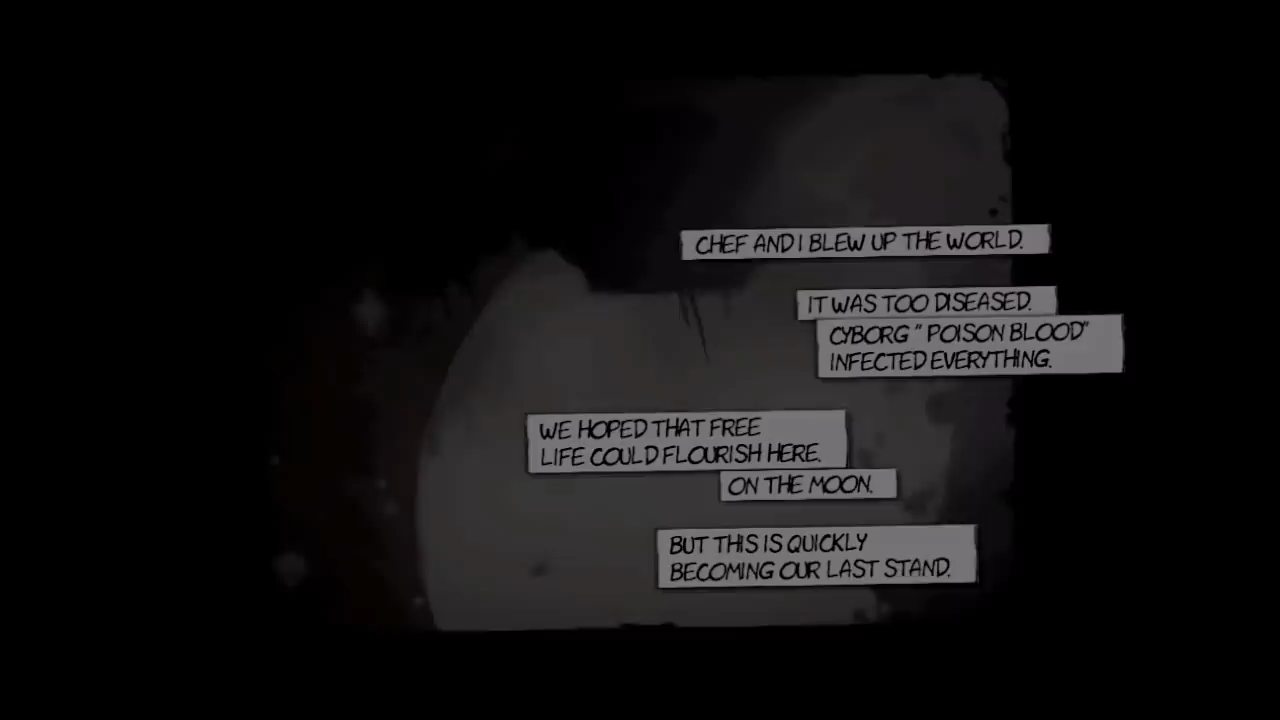 CHEF AND I BLEW UP THE WORLD.
IT WAS TOO DISEASED.
CYBORG "POISON BLOOD"
INFECTED EVERYTHING.
WE HOPED THAT FREE
LIFE COULD FLOURISH HERE.
ON THE MOON.
BUT THIS IS QUICKLY
BECOMING OUR LAST STAND.